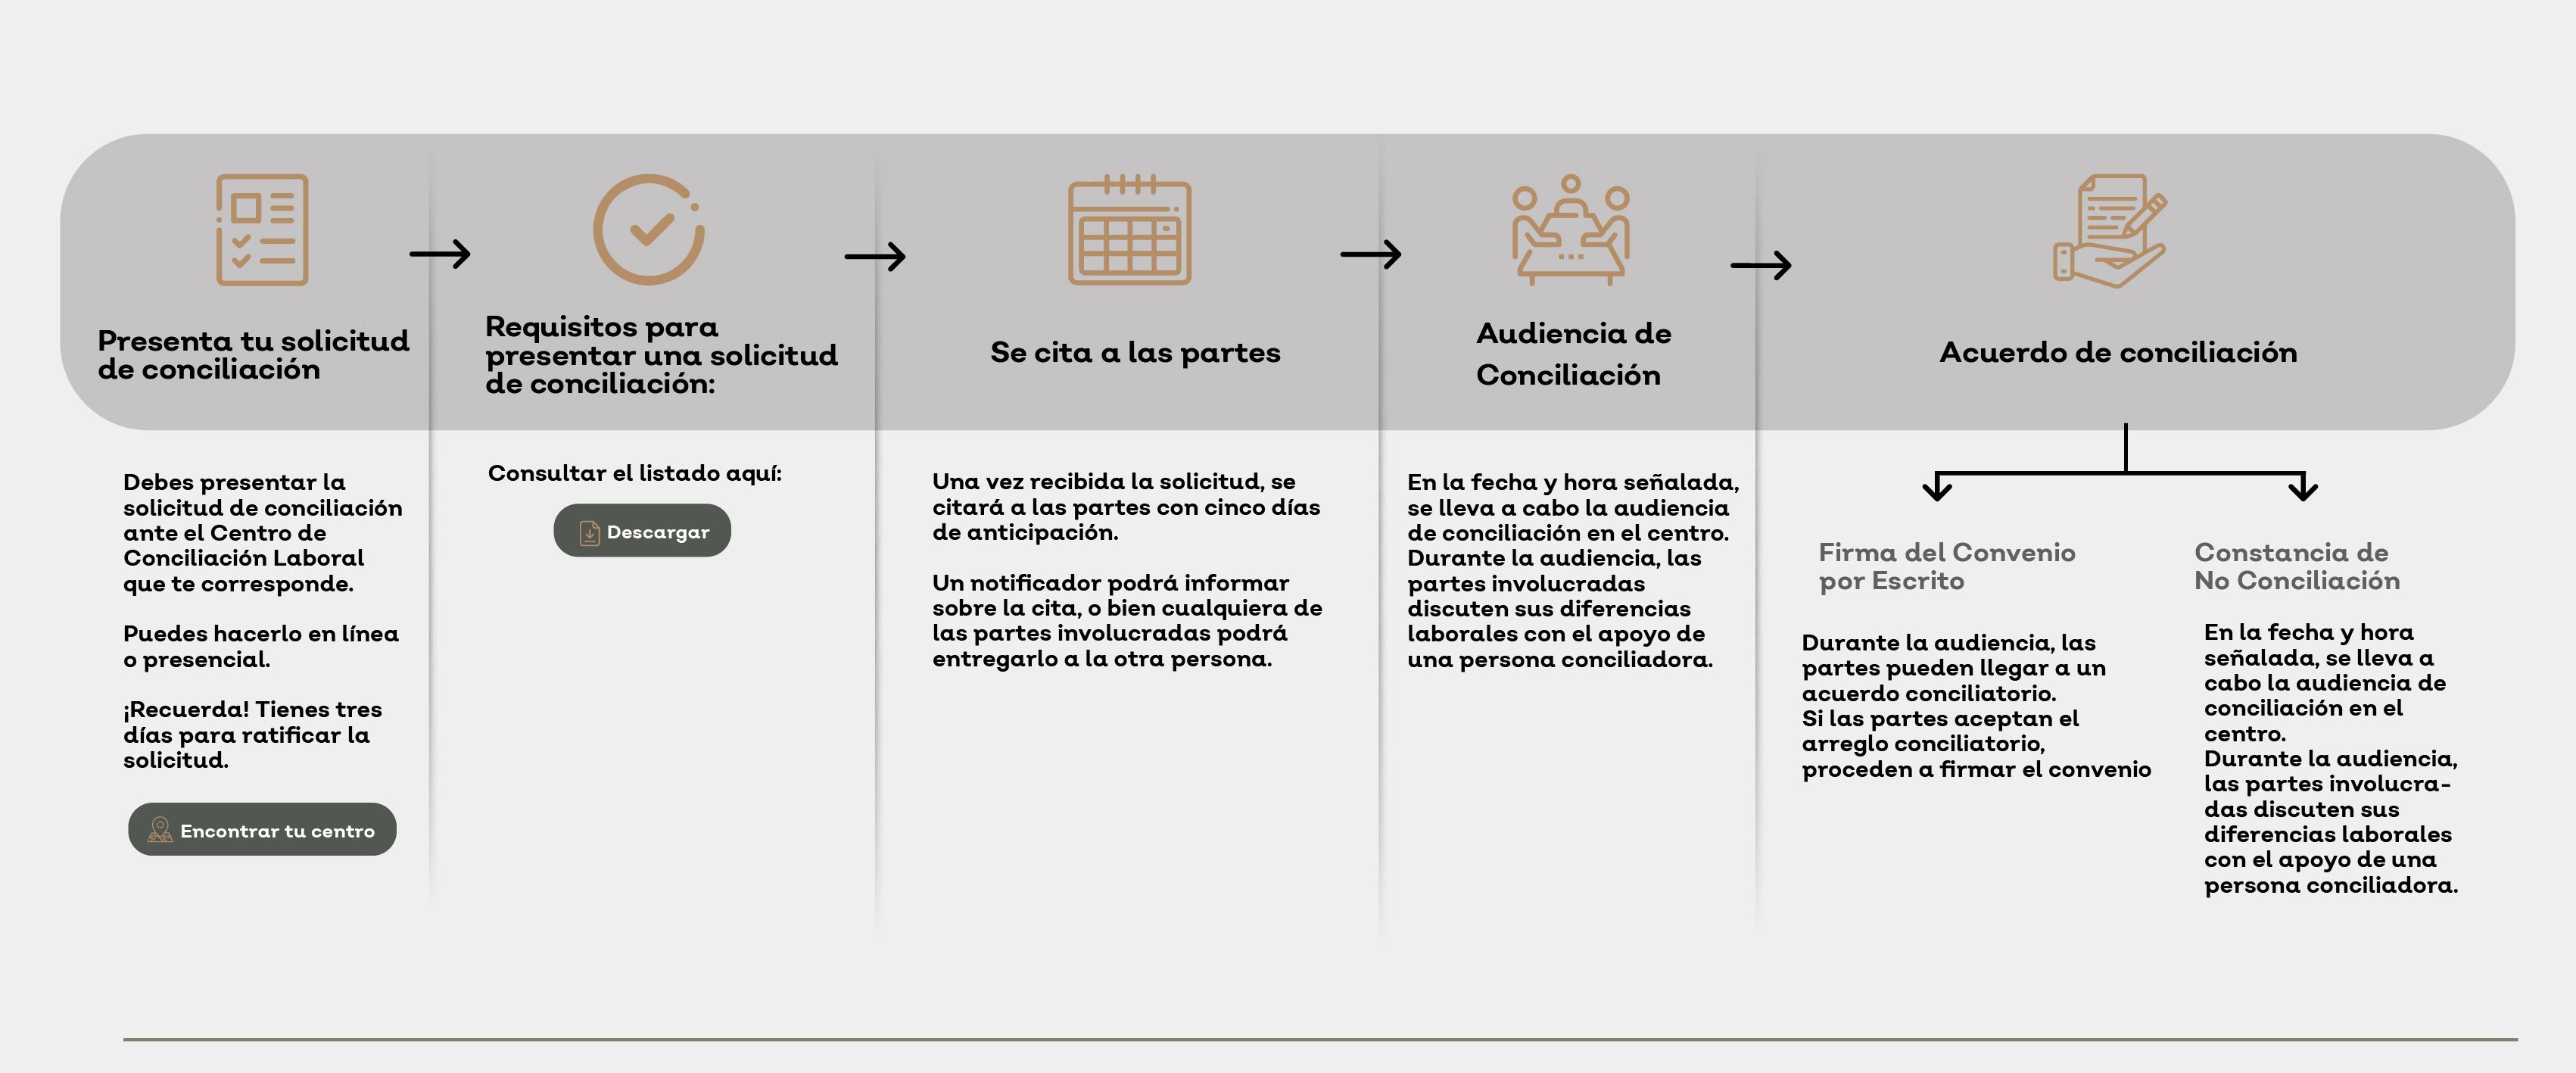 Presenta tu solicitud
de conciliación
Debes presentar la
solicitud de conciliación
ante el Centro de
Conciliación Laboral
que te corresponde.
Puedes hacerlo en línea
o presencial.
¡Recuerda! Tienes tres
días para ratificar la
solicitud.
Encontrar tu centro
Requisitos para
presentar una solicitud
de conciliación:
Consultar el listado aquí:
Descargar
Se cita a las partes
Una vez recibida la solicitud, se
citará a las partes con cinco días
de anticipación.
Un notificador podrá informar
sobre la cita, o bien cualquiera de
las partes involucradas podrá
entregarlo a la otra persona.
Audiencia de
Conciliación
En la fecha y hora señalada,
se lleva a cabo la audiencia
de conciliación en el centro.
Durante la audiencia, las
partes involucradas
discuten sus diferencias
laborales con el apoyo de
una persona conciliadora.
Acuerdo de conciliación
Firma del Convenio
por Escrito
Durante la audiencia, las
partes pueden llegar a un
acuerdo conciliatorio.
Si las partes aceptan el
arreglo conciliatorio,
proceden a firmar el convenio
Constancia de
No Conciliación
En la fecha y hora
señalada, se lleva a
cabo la audiencia de
conciliación en el
centro.
Durante la audiencia,
las partes involucra-
das discuten sus
diferencias laborales
con el apoyo de una
persona conciliadora.